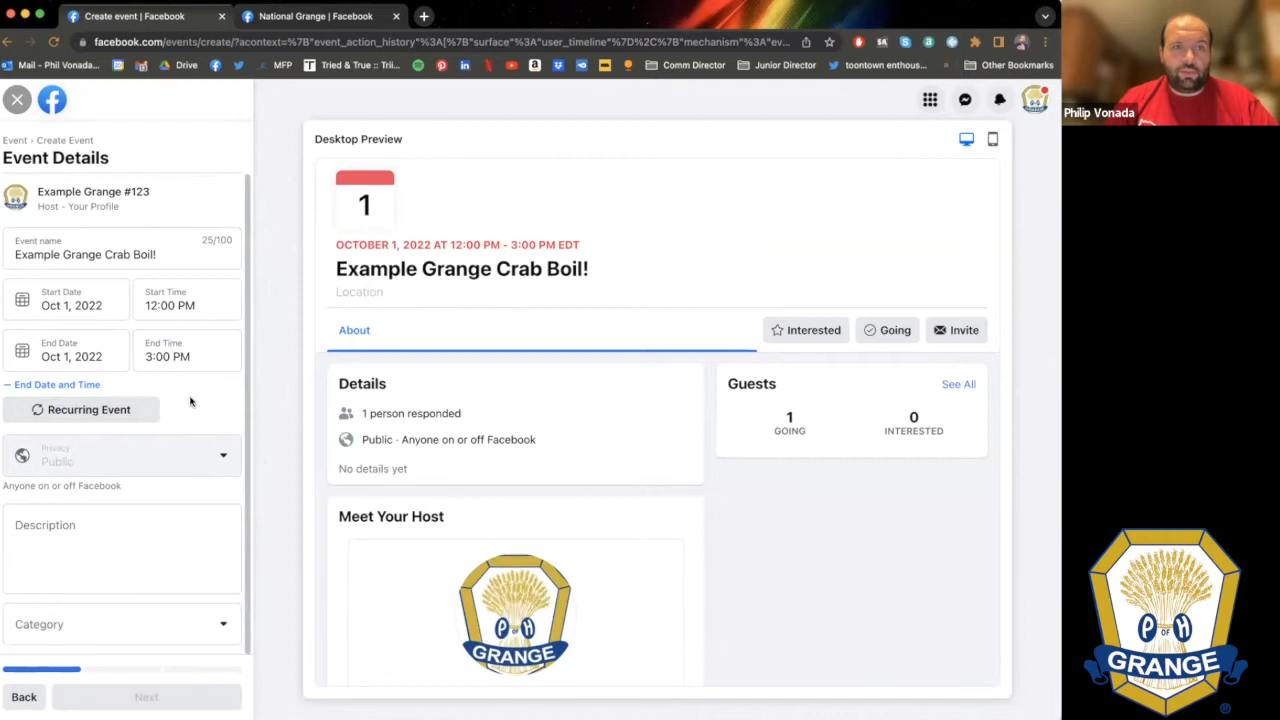 Create event | Facebook
National Grange | Facebook
facebook.com/events/create/?acontext=%7B"event_action_history"%3A[%7B"surface"%3A"user_timeline"%7D%2C%7B"mechanism"%3A"ev...
Mail - Phil Vonada...
Drive
MFP
Tried & True :: Trii...
Comm Director
Junior Director
toontown enthous...
Other Bookmarks
Philip Vonada
Event › Create Event
Event Details
Example Grange #123
Host - Your Profile
Event name
25/100
Example Grange Crab Boil!
Start Date
Oct 1, 2022
Start Time
12:00 PM
End Date
Oct 1, 2022
End Time
3:00 PM
− End Date and Time
Recurring Event
Privacy
Public
Anyone on or off Facebook
Description
Category
Back
Next
Desktop Preview
1
OCTOBER 1, 2022 AT 12:00 PM - 3:00 PM EDT
Example Grange Crab Boil!
Location
About
Interested
Going
Invite
Details
1 person responded
Public · Anyone on or off Facebook
No details yet
Guests
See All
1
GOING
0
INTERESTED
Meet Your Host
P OF H
GRANGE
P OF H
GRANGE
®